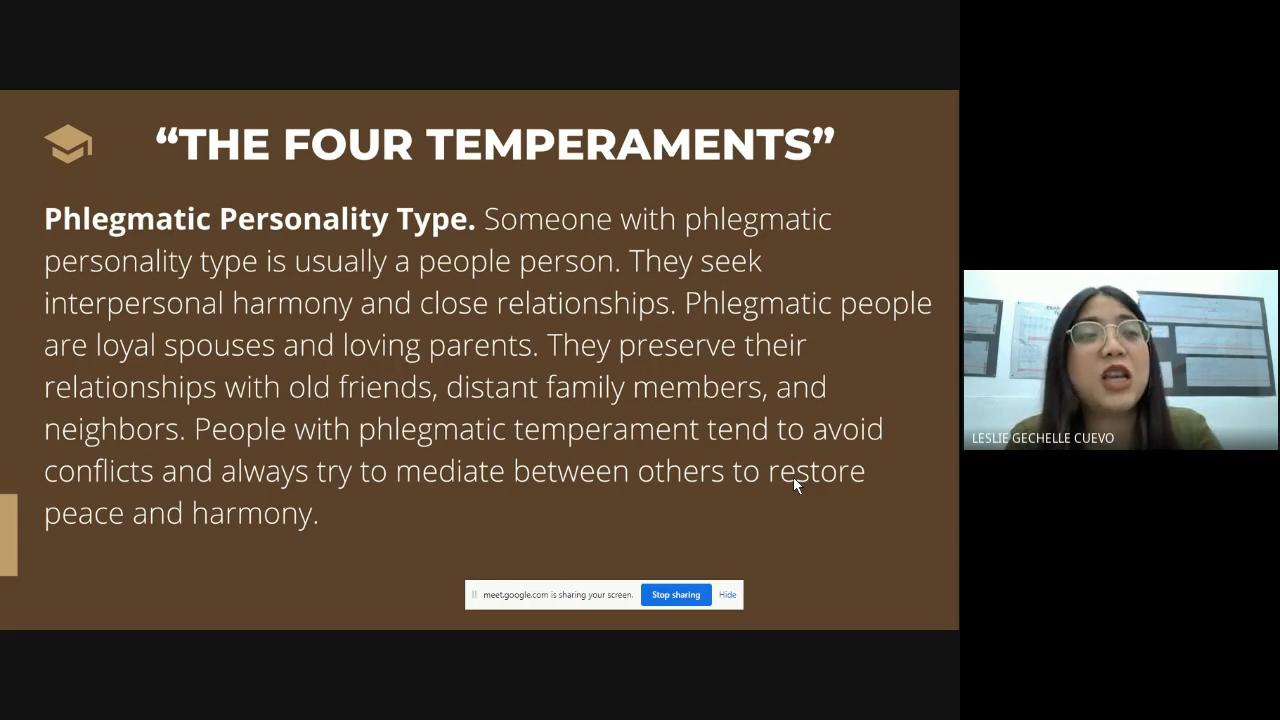 “THE FOUR TEMPERAMENTS”
Phlegmatic Personality Type. Someone with phlegmatic
personality type is usually a people person. They seek
interpersonal harmony and close relationships. Phlegmatic people
are loyal spouses and loving parents. They preserve their
relationships with old friends, distant family members, and
neighbors. People with phlegmatic temperament tend to avoid
conflicts and always try to mediate between others to restore
peace and harmony.
meet.google.com is sharing your screen. Stop sharing Hide
LESLIE GECHELLE CUEVO